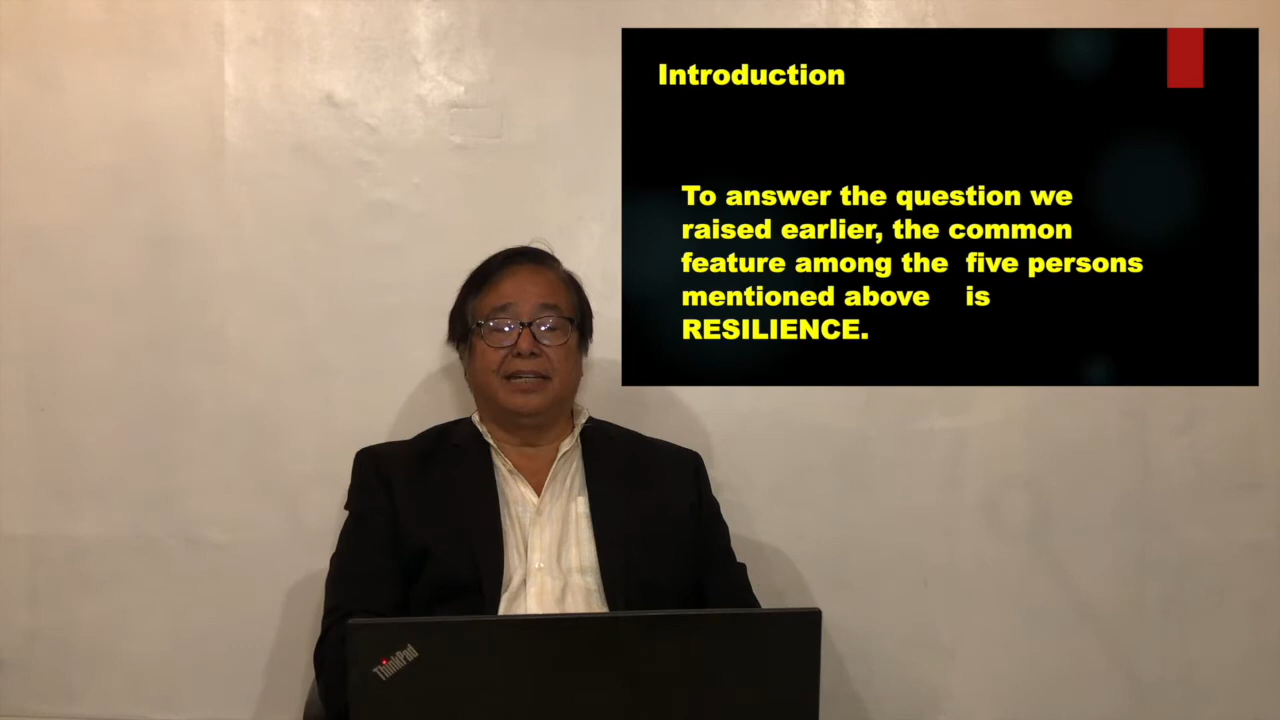 Introduction
To answer the question we
raised earlier, the common
feature among the five persons
mentioned above is
RESILIENCE.
ThinkPad